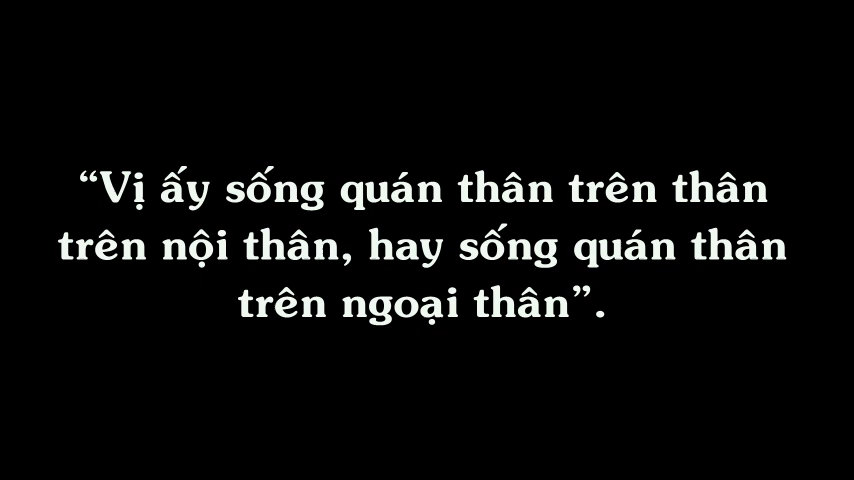 “Vị ấy sống quán thân trên thân
trên nội thân, hay sống quán thân
trên ngoại thân”.